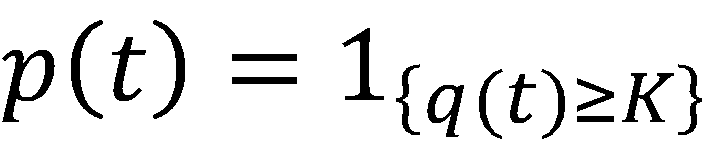 p(t) = 1_{q(t)≥K}